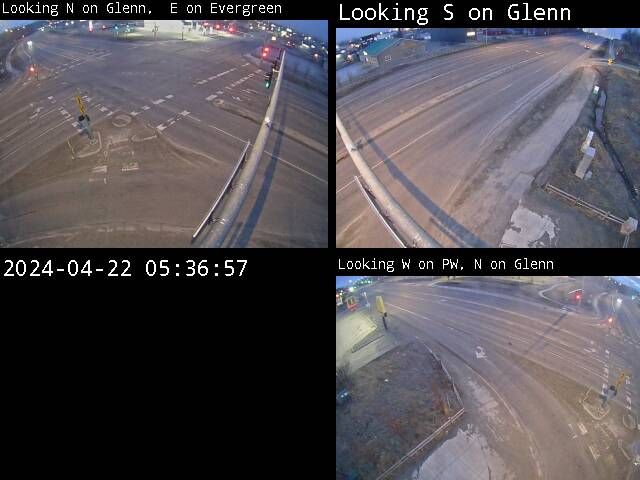 Looking N on Glenn,  E on Evergreen
Looking S on Glenn
2024-04-22 05:36:57
Looking W on PW, N on Glenn